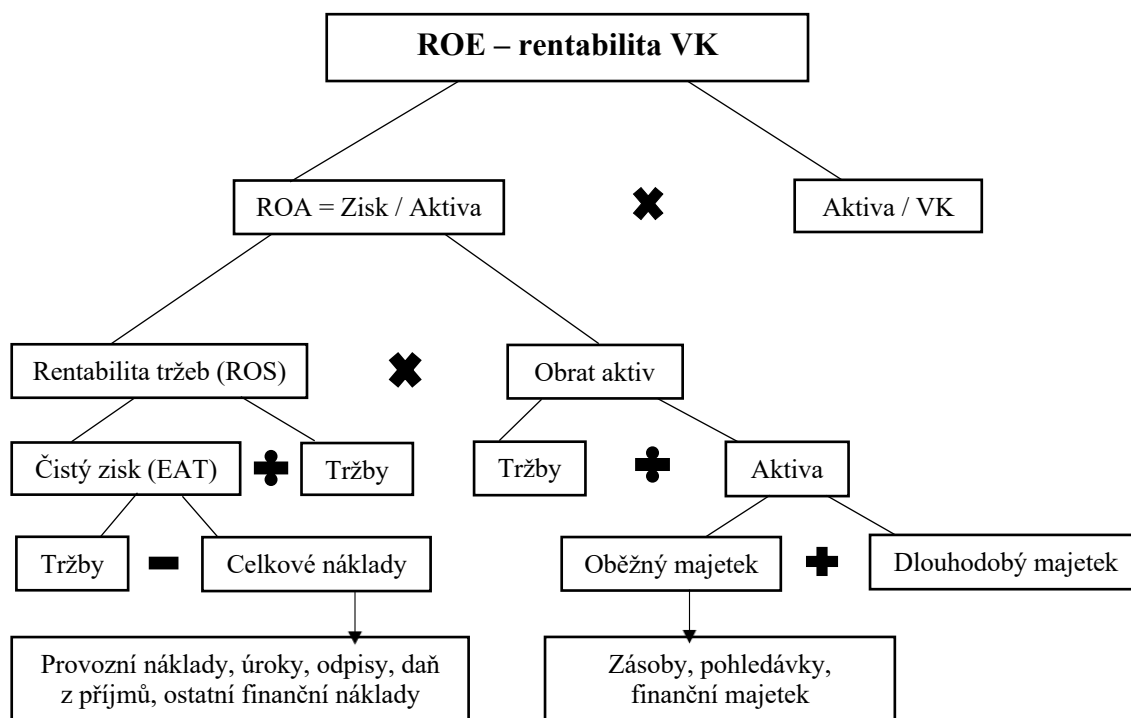 ROE – rentabilita VK
ROA = Zisk / Aktiva
Aktiva / VK
Rentabilita tržeb (ROS)
Obrat aktiv
Čistý zisk (EAT)
Tržby
Tržby
Aktiva
Tržby
Celkové náklady
Oběžný majetek
Dlouhodobý majetek
Provozní náklady, úroky, odpisy, daň
z příjmů, ostatní finanční náklady
Zásoby, pohledávky,
finanční majetek